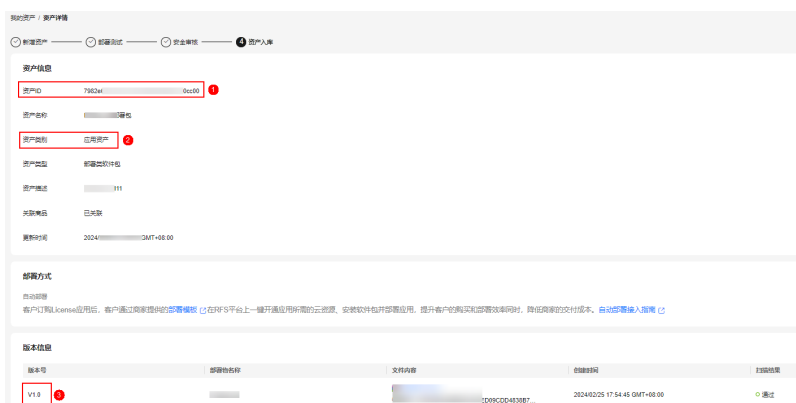 我的资产 / 资产详情
新增资产 部署测试 安全审核 4 资产入库
资产信息
资产ID 7982e 0cc00 1
资产名称 部署包
资产类别 应用资产 2
资产类型 部署类软件包
资产描述 111
关联商品 已关联
更新时间 2024/ GMT+08:00
部署方式
自动部署
客户订购License应用后，客户通过商家提供的部署模板 在RFS平台上一键开通应用所需的云资源、安装软件包并部署应用，提升客户的购买和部署效率同时，降低商家的交付成本。自动部署接入指南
版本信息
版本号 部署物名称 文件内容 创建时间 扫描结果
V1.0 3 ED09CDD4838B7... 2024/02/25 17:54:45 GMT+08:00 通过